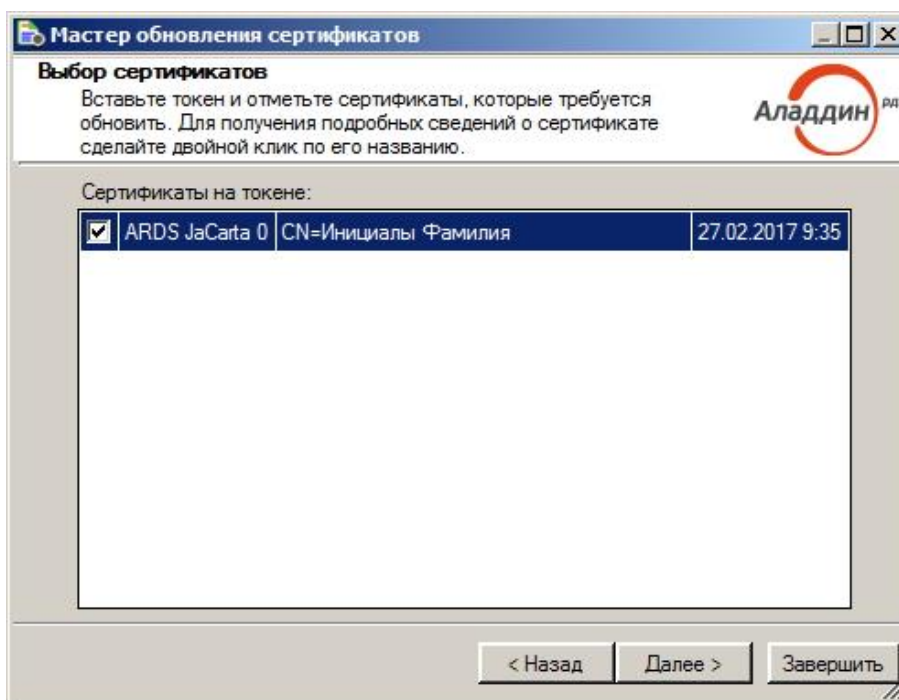 Мастер обновления сертификатов
Выбор сертификатов
Вставьте токен и отметьте сертификаты, которые требуется
обновить. Для получения подробных сведений о сертификате
сделайте двойной клик по его названию.
Аладдин РД
Сертификаты на токене:
ARDS JaCarta 0 CN=Инициалы Фамилия 27.02.2017 9:35
< Назад Далее > Завершить